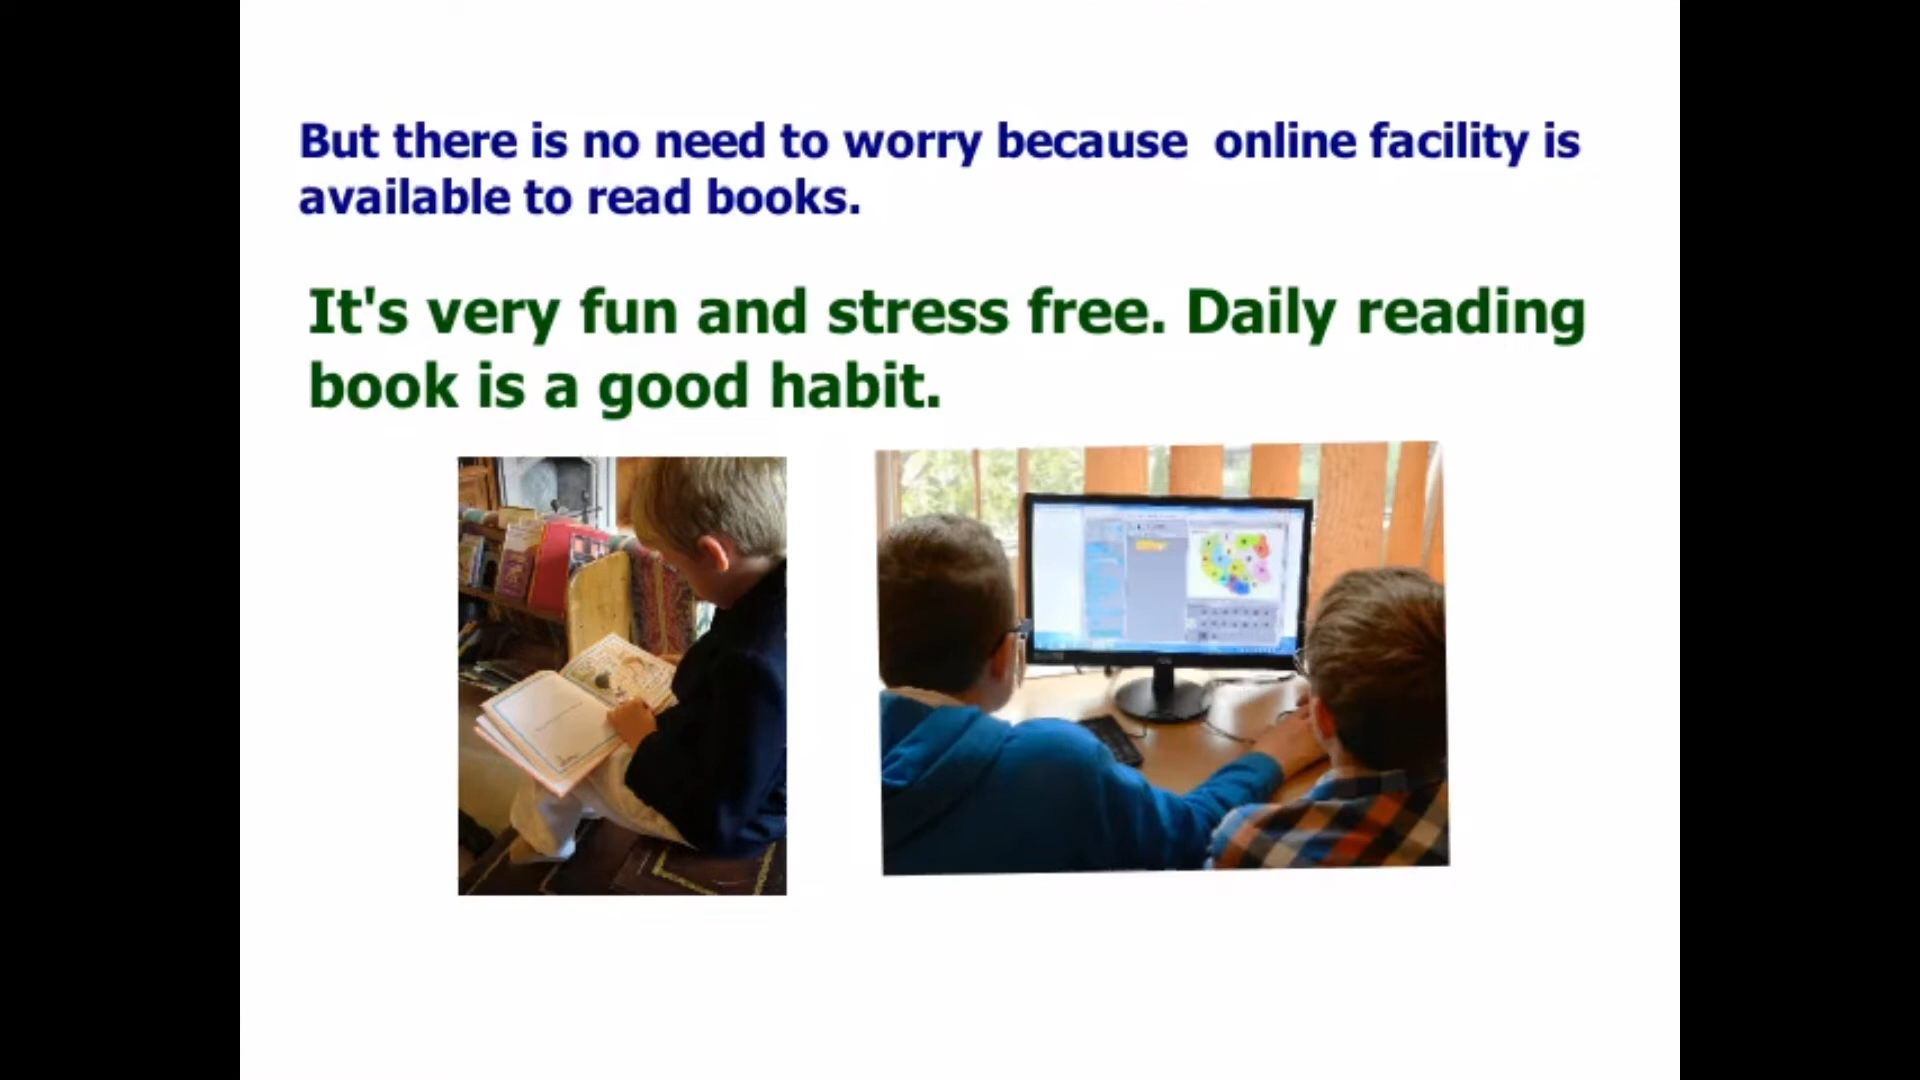 But there is no need to worry because online facility is
available to read books.
It's very fun and stress free. Daily reading
book is a good habit.